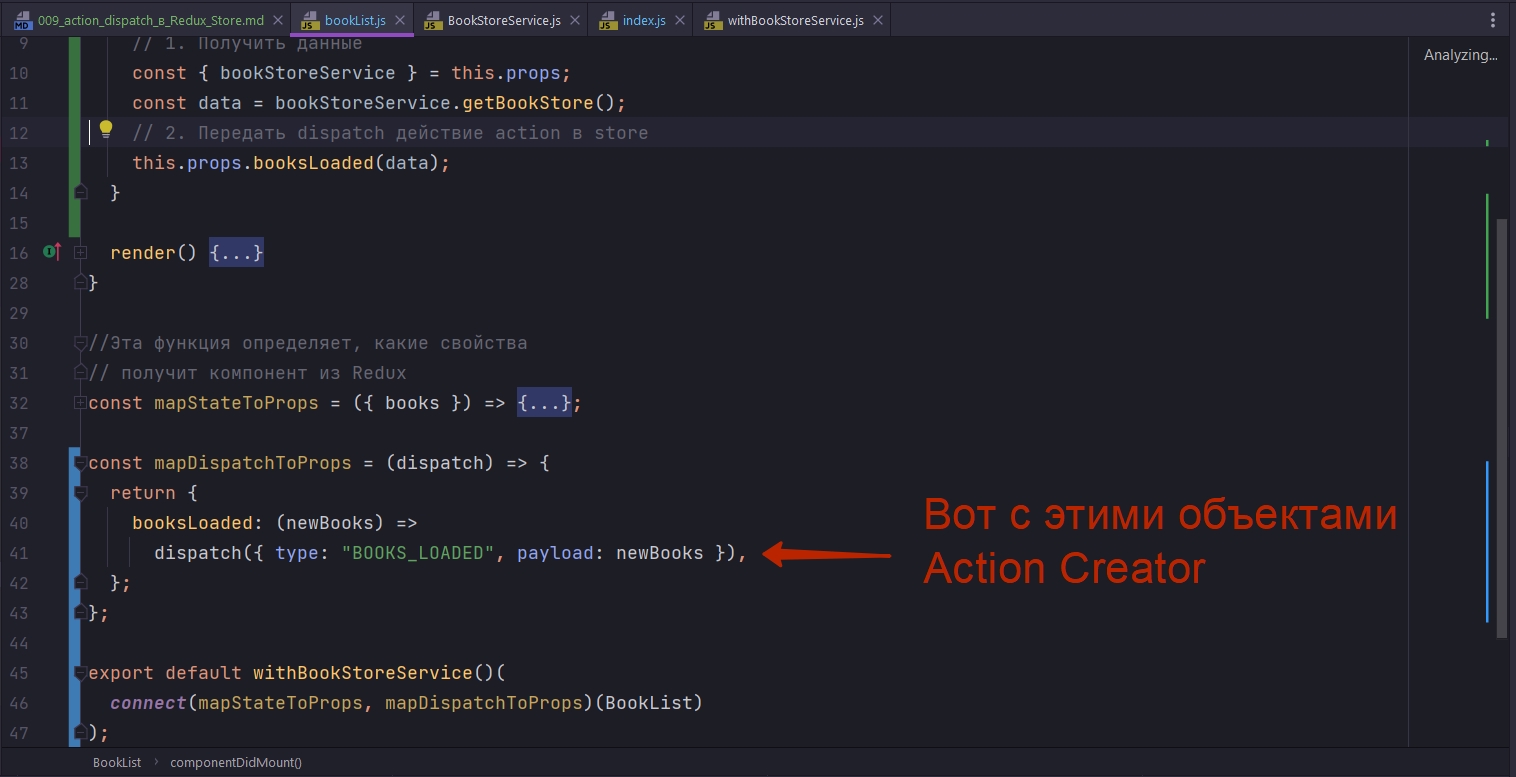 009_action_dispatch_в_Redux_Store.md bookList.js BookStoreService.js index.js withBookStoreService.js
Analyzing...
9 // 1. Получить данные
10 const { bookStoreService } = this.props;
11 const data = bookStoreService.getBookStore();
12 // 2. Передать dispatch действие action в store
13 this.props.booksLoaded(data);
14 }
15
16 render() {...}
28 }
29
30 //Эта функция определяет, какие свойства
31 // получит компонент из Redux
32 const mapStateToProps = ({ books }) => {...};
37
38 const mapDispatchToProps = (dispatch) => {
39 return {
40 booksLoaded: (newBooks) =>
41 dispatch({ type: "BOOKS_LOADED", payload: newBooks }),
42 };
43 };
44
45 export default withBookStoreService()(
46 connect(mapStateToProps, mapDispatchToProps)(BookList)
47 );
Вот с этими объектами
Action Creator
BookList › componentDidMount()